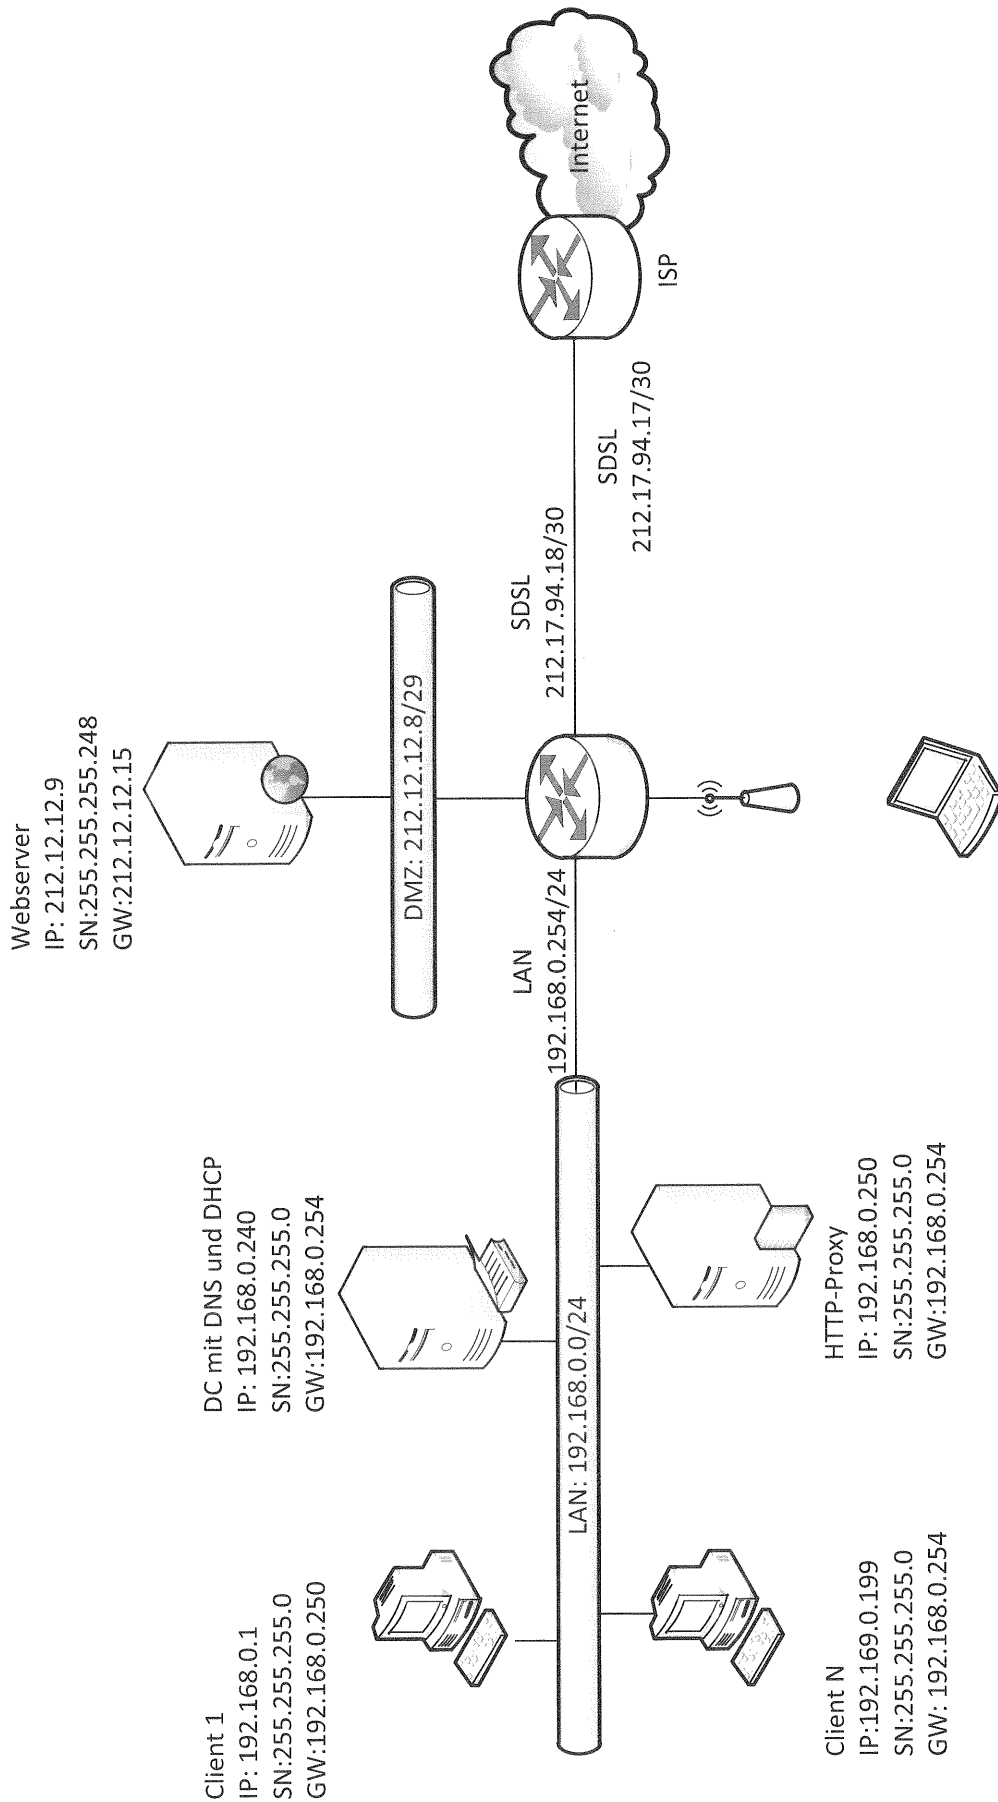 Webserver
IP: 212.12.12.9
SN:255.255.255.248
GW:212.12.12.15
Client 1
IP: 192.168.0.1
SN:255.255.255.0
GW:192.168.0.250
DC mit DNS und DHCP
IP: 192.168.0.240
SN:255.255.255.0
GW:192.168.0.254
DMZ: 212.12.12.8/29
LAN
192.168.0.254/24
SDSL
212.17.94.18/30
Internet
LAN: 192.168.0.0/24
SDSL
212.17.94.17/30
ISP
Client N
IP:192.169.0.199
SN:255.255.255.0
GW: 192.168.0.254
HTTP-Proxy
IP: 192.168.0.250
SN:255.255.255.0
GW:192.168.0.254